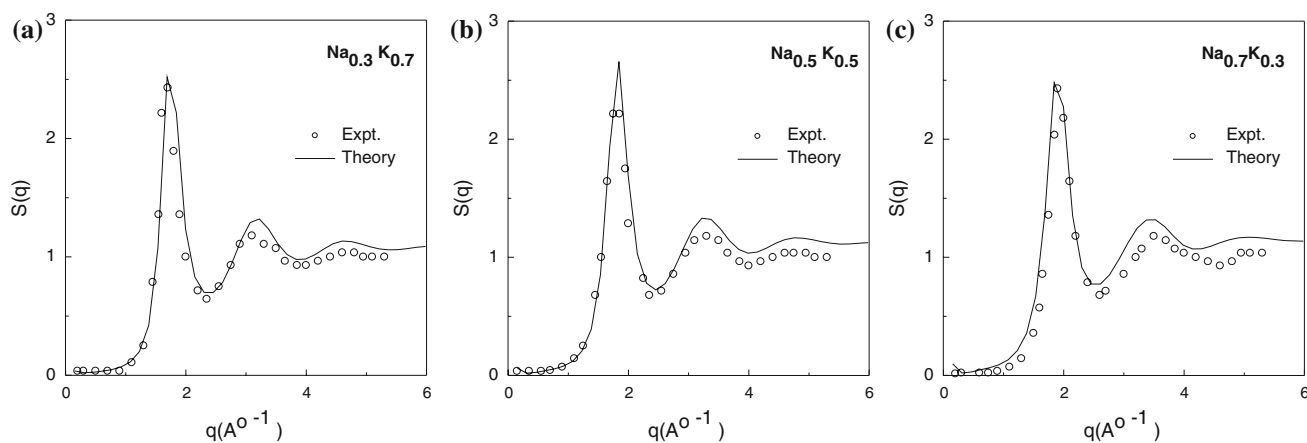 (a)
Na0.3 K0.7
Expt.
Theory
S(q)
3
2
1
0
0 2 4 6
q(A^o -1)
(b)
Na0.5 K0.5
Expt.
Theory
S(q)
3
2
1
0
0 2 4 6
q(A^o -1)
(c)
Na0.7K0.3
Expt.
Theory
S(q)
3
2
1
0
0 2 4 6
q(A^o -1)